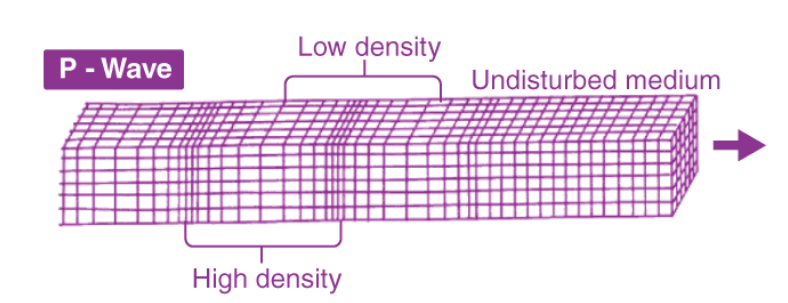 Low density
P - Wave
Undisturbed medium
High density